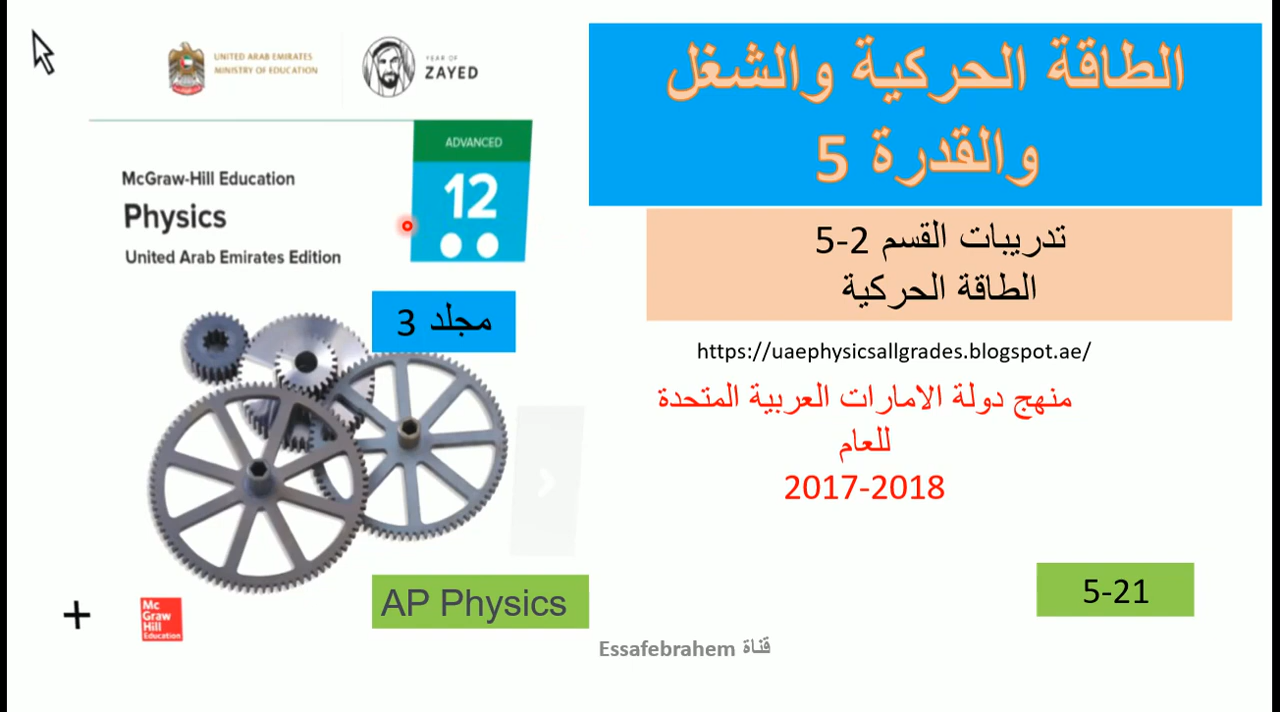 UNITED ARAB EMIRATES
MINISTRY OF EDUCATION
YEAR OF
ZAYED
ADVANCED
12
McGraw-Hill Education
Physics
United Arab Emirates Edition
مجلد 3
AP Physics
Mc
Graw
Hill
Education
الطاقة الحركية والشغل
والقدرة 5
تدريبات القسم 2-5
الطاقة الحركية
https://uaephysicsallgrades.blogspot.ae/
منهج دولة الامارات العربية المتحدة
للعام
2017-2018
5-21
قناة Essafebrahem